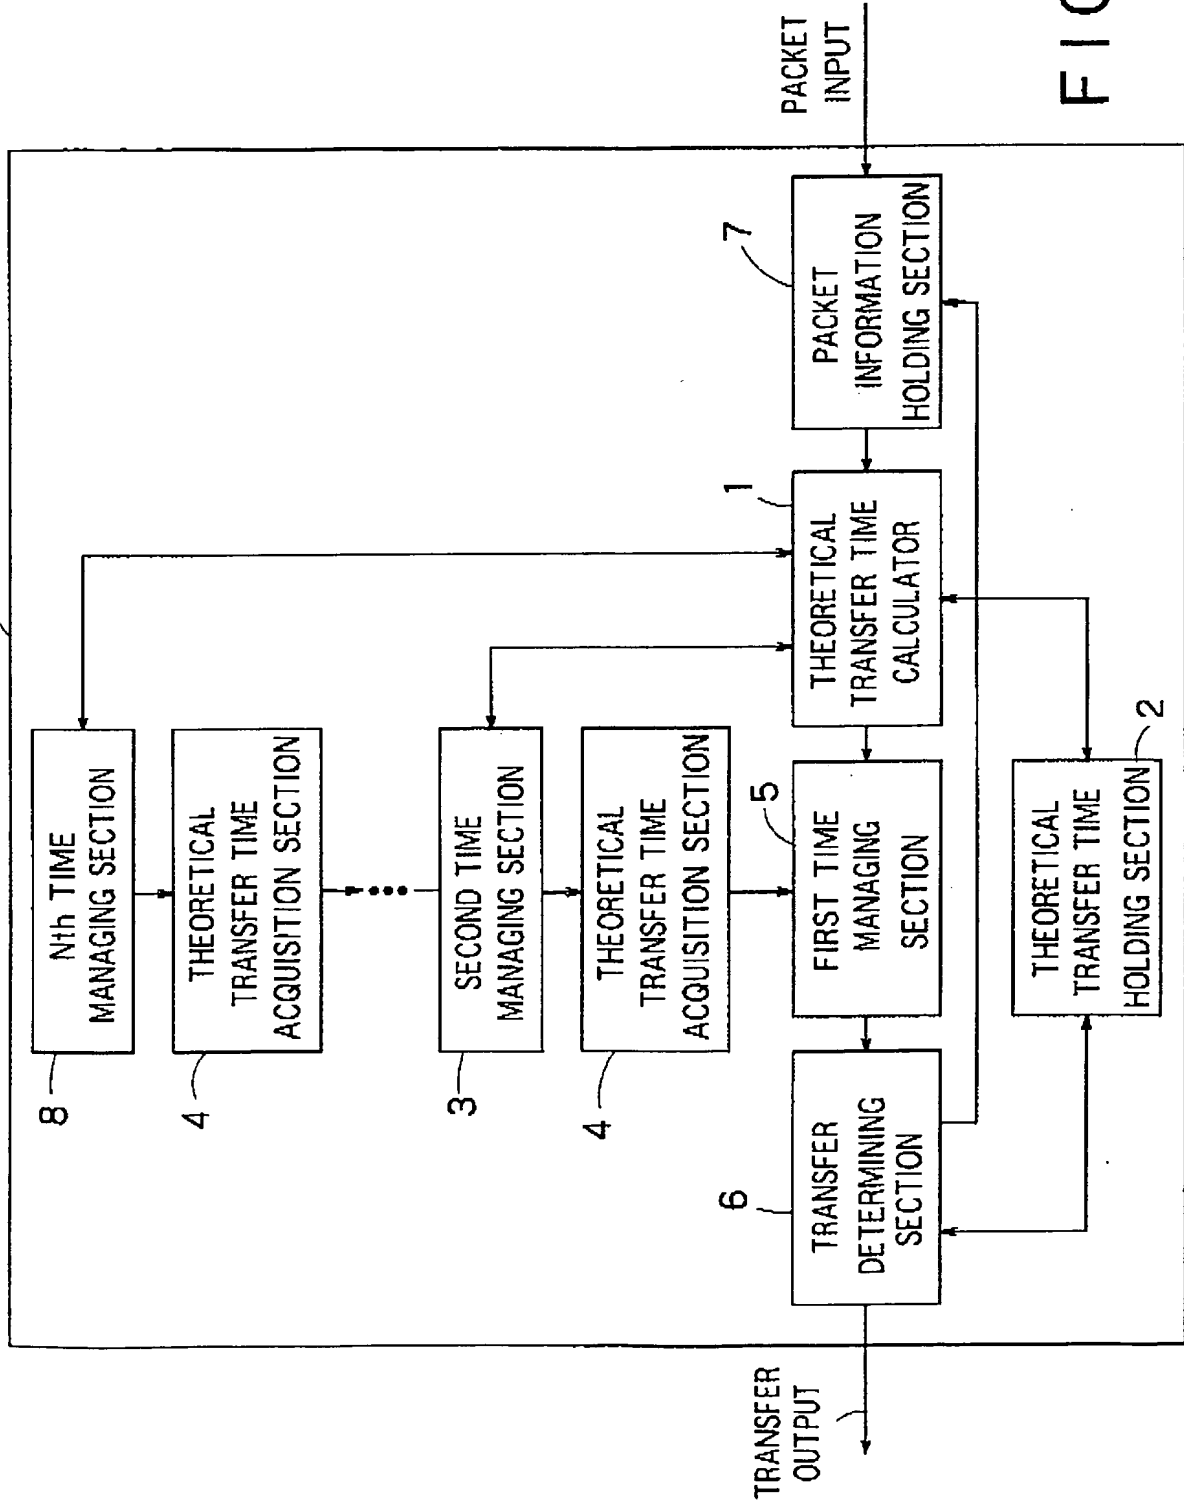 8
Nth TIME
MANAGING SECTION
4
THEORETICAL
TRANSFER TIME
ACQUISITION SECTION
3
SECOND TIME
MANAGING SECTION
4
THEORETICAL
TRANSFER TIME
ACQUISITION SECTION
TRANSFER
OUTPUT
6
TRANSFER
DETERMINING
SECTION
5
FIRST TIME
MANAGING
SECTION
1
THEORETICAL
TRANSFER TIME
CALCULATOR
7
PACKET
INFORMATION
HOLDING SECTION
PACKET
INPUT
THEORETICAL
TRANSFER TIME
HOLDING SECTION
2